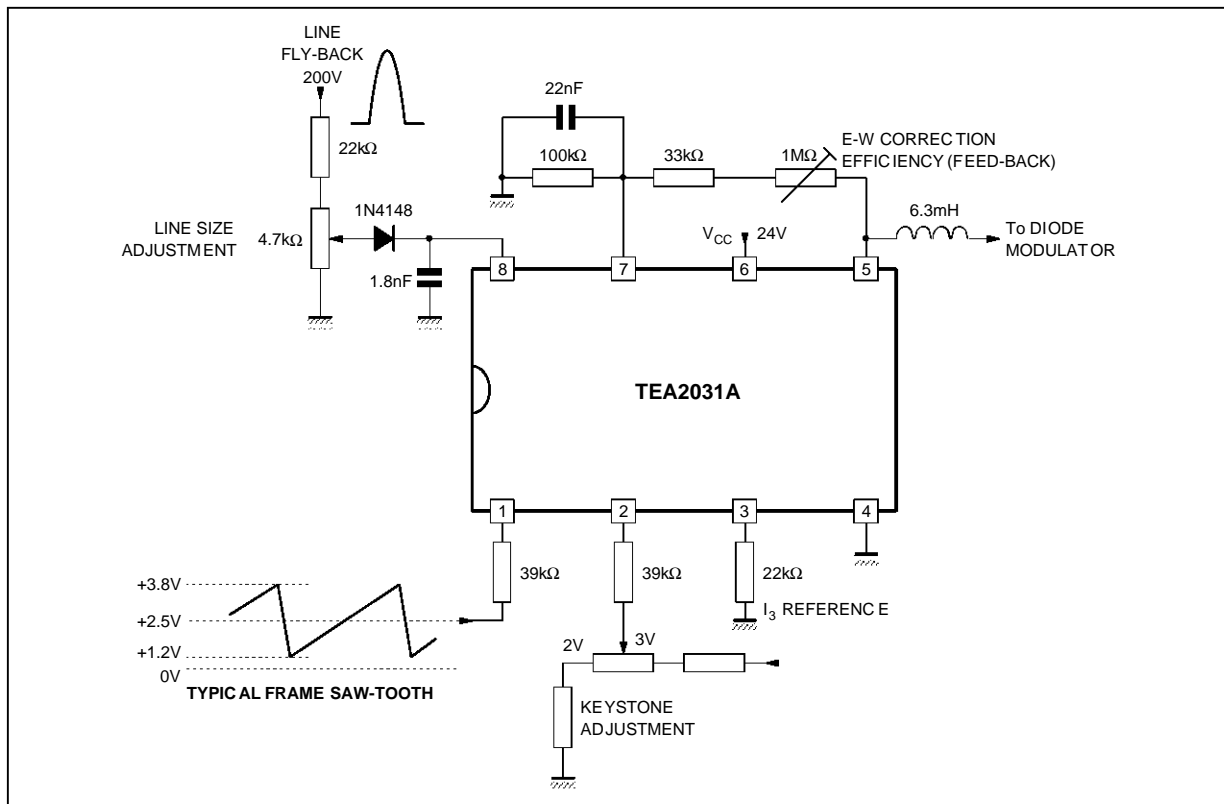 LINE
FLY-BACK
200V
22kΩ
LINE SIZE
ADJUSTMENT
4.7kΩ
1N4148
1.8nF
22nF
100kΩ
33kΩ
1MΩ
E-W CORRECTION
EFFICIENCY (FEED-BACK)
6.3mH
To DIODE
MODULATOR
VCC 24V
8
7
6
5
TEA2031A
1
2
3
4
39kΩ
39kΩ
22kΩ
I3 REFERENCE
+3.8V
+2.5V
+1.2V
0V
TYPICAL FRAME SAW-TOOTH
2V
3V
KEYSTONE
ADJUSTMENT